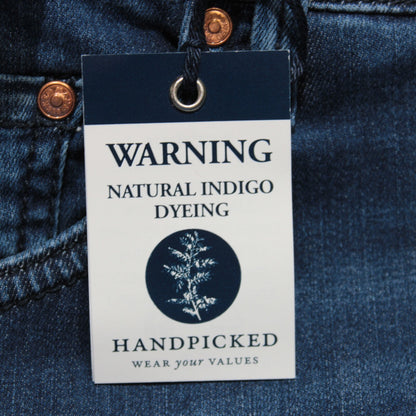 WARNING
NATURAL INDIGO
DYEING
HANDPICKED
WEAR your VALUES